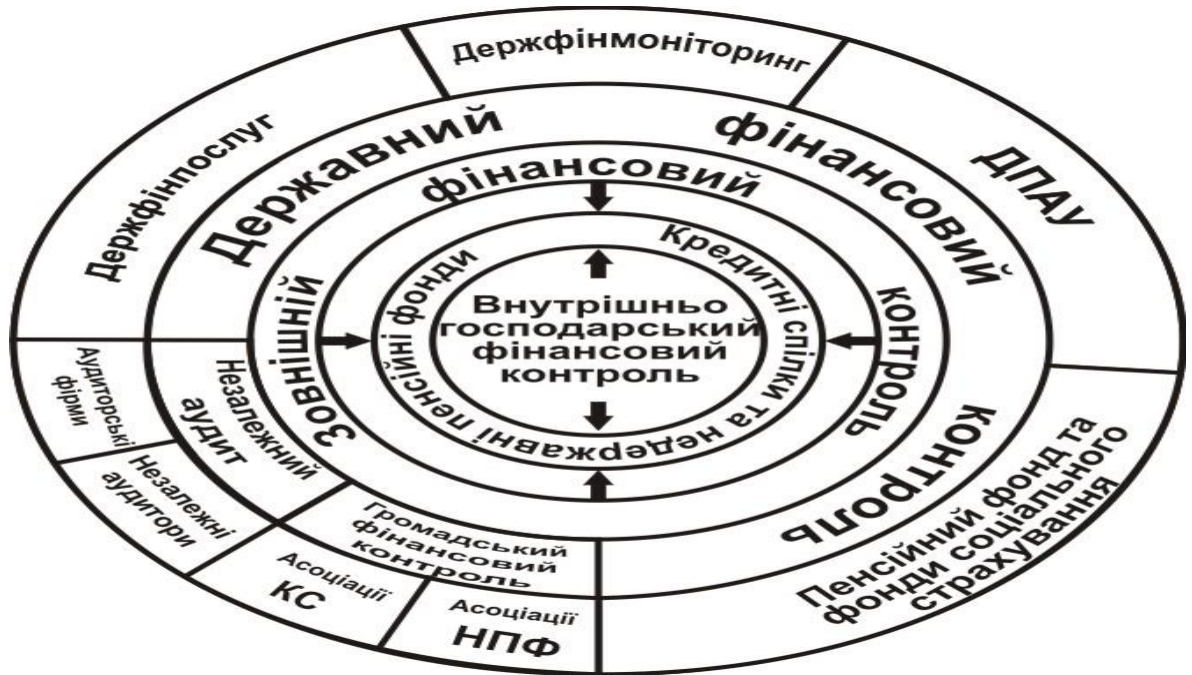 Держфінмоніторинг
Держфінпослуг
ДПАУ
Державний фінансовий контроль
Зовнішній фінансовий контроль
Кредитні спілки та недержавні пенсійні фонди
Внутрішньо
господарський
фінансовий
контроль
Незалежний
аудит
Аудиторські
фірми
Незалежні
аудитори
Громадський
фінансовий
контроль
Асоціації
КС
Асоціації
НПФ
Пенсійний фонд та
фонди соціального
страхування